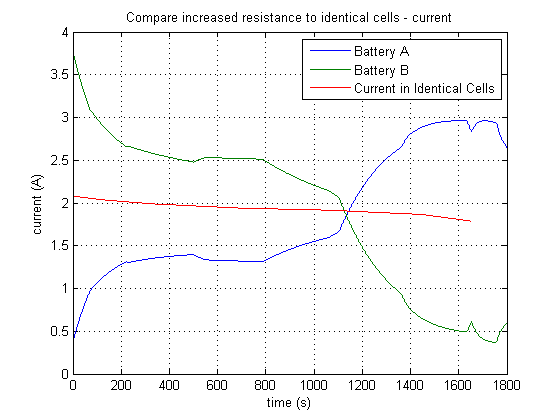 Compare increased resistance to identical cells - current
Battery A
Battery B
Current in Identical Cells
4
3.5
3
2.5
2
1.5
1
0.5
0
current (A)
0 200 400 600 800 1000 1200 1400 1600 1800
time (s)